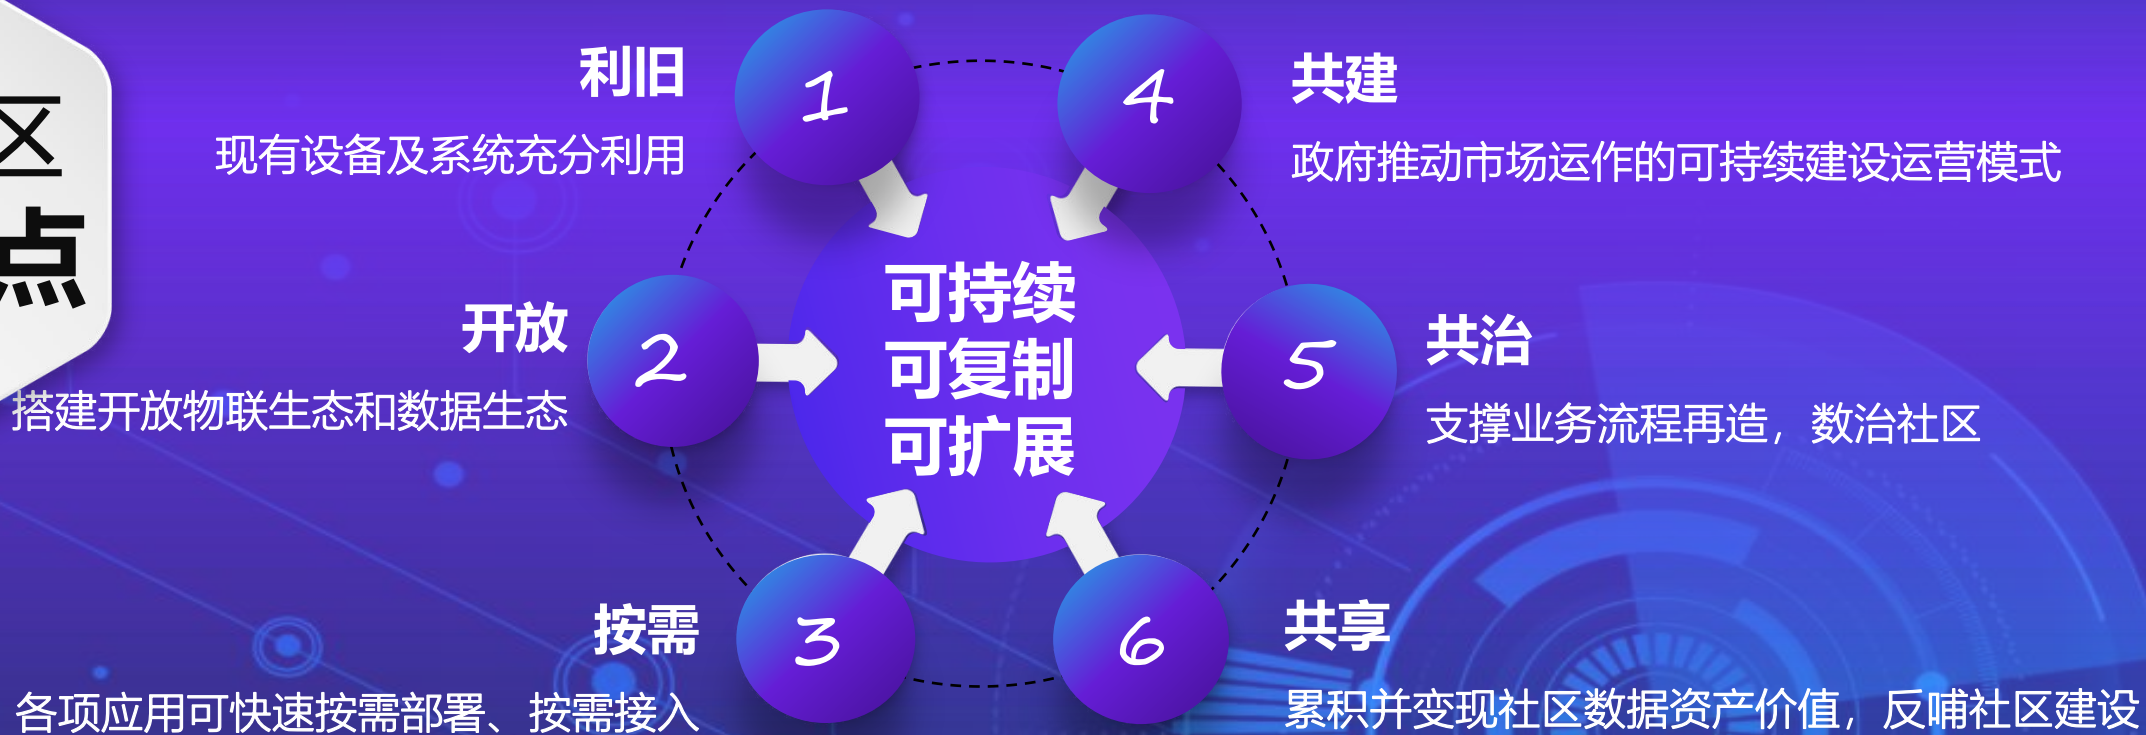 区
点
1
利旧
现有设备及系统充分利用
2
开放
搭建开放物联生态和数据生态
3
按需
各项应用可快速按需部署、按需接入
可持续
可复制
可扩展
4
共建
政府推动市场运作的可持续建设运营模式
5
共治
支撑业务流程再造，数治社区
6
共享
累积并变现社区数据资产价值，反哺社区建设